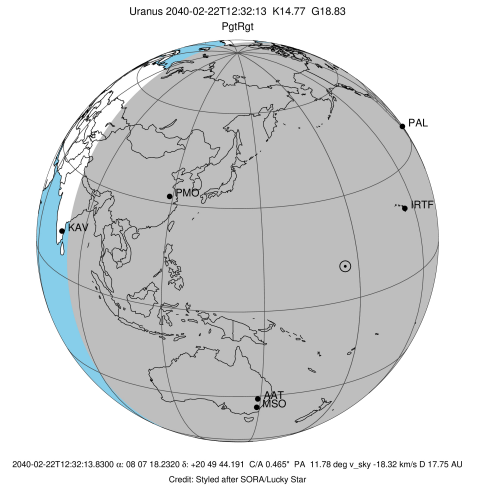 Uranus 2040-02-22T12:32:13 K14.77 G18.83
PgtRgt
PAL
PMO
IRTF
KAV
AAT
MSO
2040-02-22T12:32:13.8300 α: 08 07 18.2320 δ: +20 49 44.191 C/A 0.465" PA 11.78 deg v_sky -18.32 km/s D 17.75 AU
Credit: Styled after SORA/Lucky Star